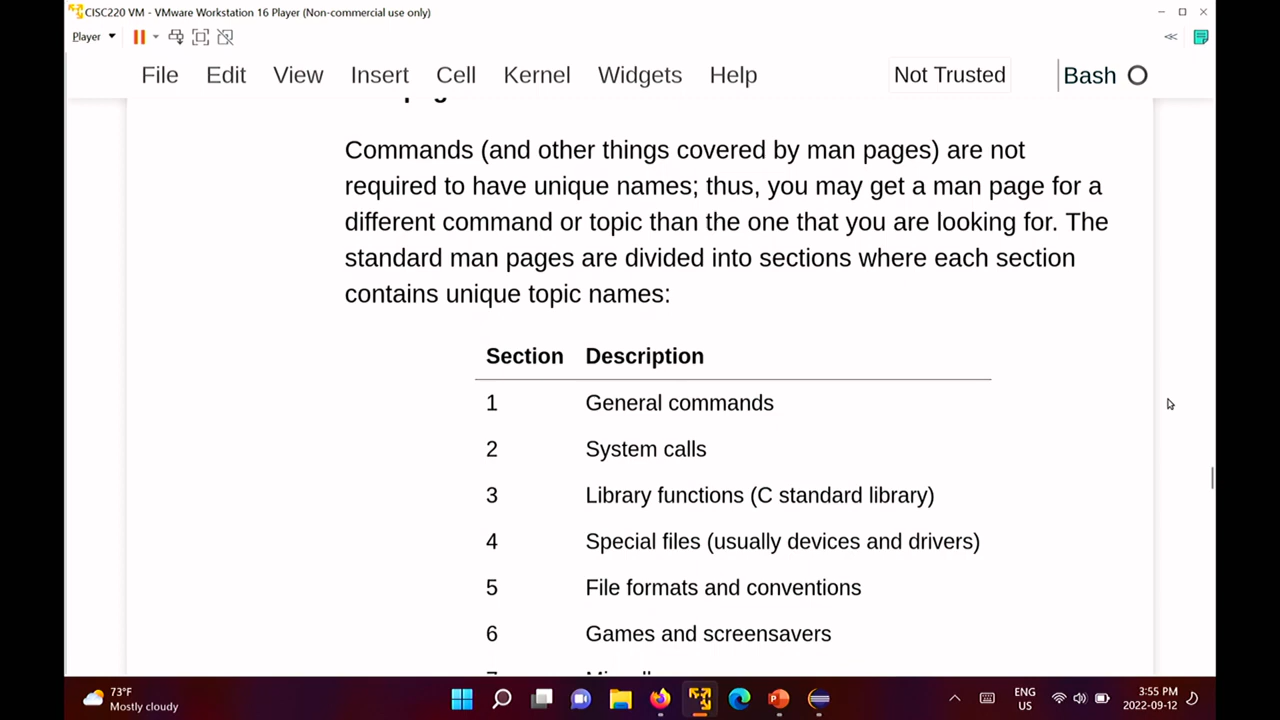 CISC220 VM - VMware Workstation 16 Player (Non-commercial use only)
Player
File Edit View Insert Cell Kernel Widgets Help Not Trusted Bash
Commands (and other things covered by man pages) are not
required to have unique names; thus, you may get a man page for a
different command or topic than the one that you are looking for. The
standard man pages are divided into sections where each section
contains unique topic names:
Section Description
1 General commands
2 System calls
3 Library functions (C standard library)
4 Special files (usually devices and drivers)
5 File formats and conventions
6 Games and screensavers
73°F
Mostly cloudy
ENG
US
3:55 PM
2022-09-12